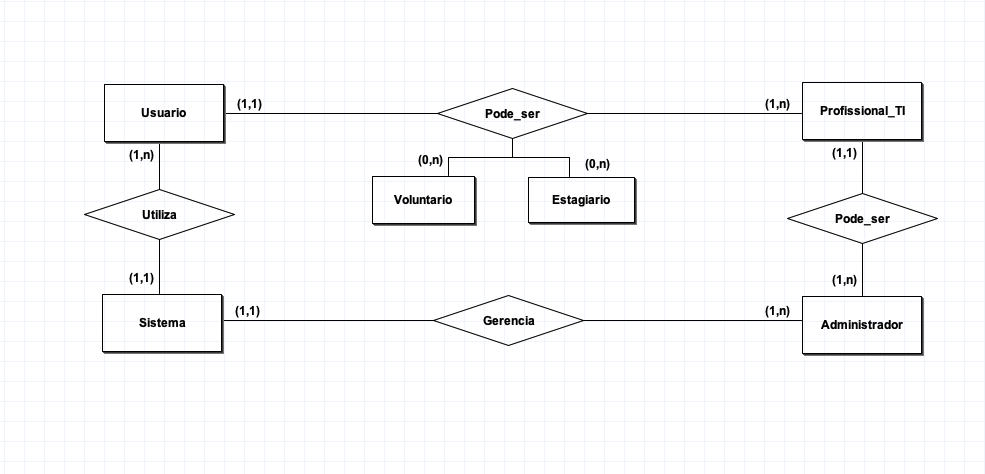 Usuario
(1,1)
Pode_ser
(1,n)
Profissional_TI
(1,n)
(0,n)
(0,n)
(1,1)
Voluntario
Estagiario
Utiliza
Pode_ser
(1,1)
(1,n)
Sistema
(1,1)
Gerencia
(1,n)
Administrador